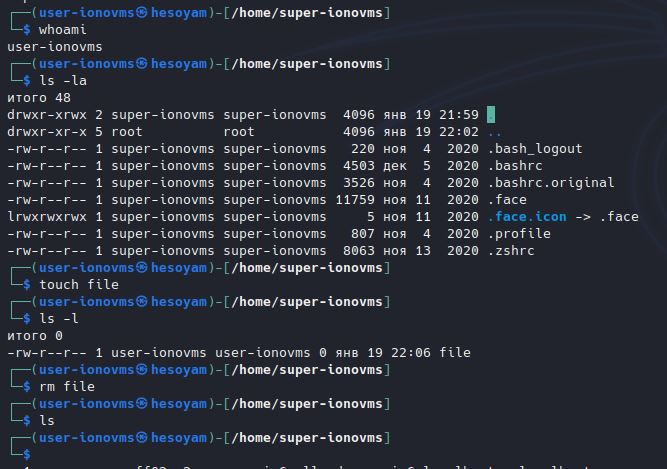 ┌──(user-ionovms㉿hesoyam)-[/home/super-ionovms]
└─$ whoami
user-ionovms
┌──(user-ionovms㉿hesoyam)-[/home/super-ionovms]
└─$ ls -la
итого 48
drwxr-xrwx 2 super-ionovms super-ionovms  4096 янв 19 21:59 .
drwxr-xr-x 5 root          root           4096 янв 19 22:02 ..
-rw-r--r-- 1 super-ionovms super-ionovms   220 ноя  4  2020 .bash_logout
-rw-r--r-- 1 super-ionovms super-ionovms  4503 дек  5  2020 .bashrc
-rw-r--r-- 1 super-ionovms super-ionovms  3526 ноя  4  2020 .bashrc.original
-rw-r--r-- 1 super-ionovms super-ionovms 11759 ноя 11  2020 .face
lrwxrwxrwx 1 super-ionovms super-ionovms     5 ноя 11  2020 .face.icon -> .face
-rw-r--r-- 1 super-ionovms super-ionovms   807 ноя  4  2020 .profile
-rw-r--r-- 1 super-ionovms super-ionovms  8063 ноя 13  2020 .zshrc
┌──(user-ionovms㉿hesoyam)-[/home/super-ionovms]
└─$ touch file
┌──(user-ionovms㉿hesoyam)-[/home/super-ionovms]
└─$ ls -l
итого 0
-rw-r--r-- 1 user-ionovms user-ionovms 0 янв 19 22:06 file
┌──(user-ionovms㉿hesoyam)-[/home/super-ionovms]
└─$ rm file
┌──(user-ionovms㉿hesoyam)-[/home/super-ionovms]
└─$ ls
┌──(user-ionovms㉿hesoyam)-[/home/super-ionovms]
└─$